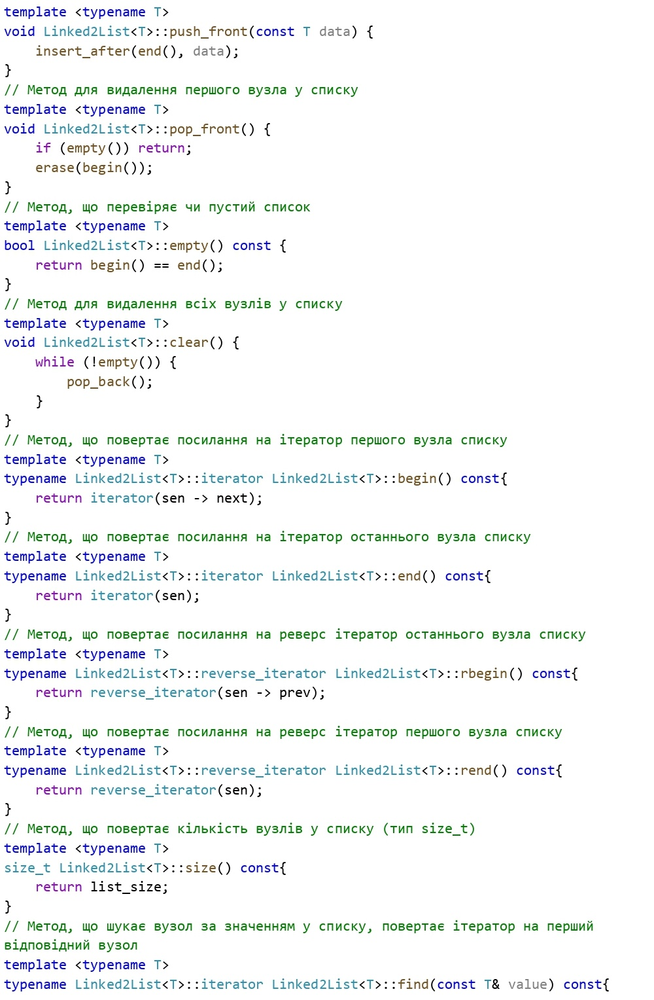 template <typename T>
void Linked2List<T>::push_front(const T data) {
    insert_after(end(), data);
}
// Метод для видалення першого вузла у списку
template <typename T>
void Linked2List<T>::pop_front() {
    if (empty()) return;
    erase(begin());
}
// Метод, що перевіряє чи пустий список
template <typename T>
bool Linked2List<T>::empty() const {
    return begin() == end();
}
// Метод для видалення всіх вузлів у списку
template <typename T>
void Linked2List<T>::clear() {
    while (!empty()) {
        pop_back();
    }
}
// Метод, що повертає посилання на ітератор першого вузла списку
template <typename T>
typename Linked2List<T>::iterator Linked2List<T>::begin() const{
    return iterator(sen -> next);
}
// Метод, що повертає посилання на ітератор останнього вузла списку
template <typename T>
typename Linked2List<T>::iterator Linked2List<T>::end() const{
    return iterator(sen);
}
// Метод, що повертає посилання на реверс ітератор останнього вузла списку
template <typename T>
typename Linked2List<T>::reverse_iterator Linked2List<T>::rbegin() const{
    return reverse_iterator(sen -> prev);
}
// Метод, що повертає посилання на реверс ітератор першого вузла списку
template <typename T>
typename Linked2List<T>::reverse_iterator Linked2List<T>::rend() const{
    return reverse_iterator(sen);
}
// Метод, що повертає кількість вузлів у списку (тип size_t)
template <typename T>
size_t Linked2List<T>::size() const{
    return list_size;
}
// Метод, що шукає вузол за значенням у списку, повертає ітератор на перший
відповідний вузол
template <typename T>
typename Linked2List<T>::iterator Linked2List<T>::find(const T& value) const{